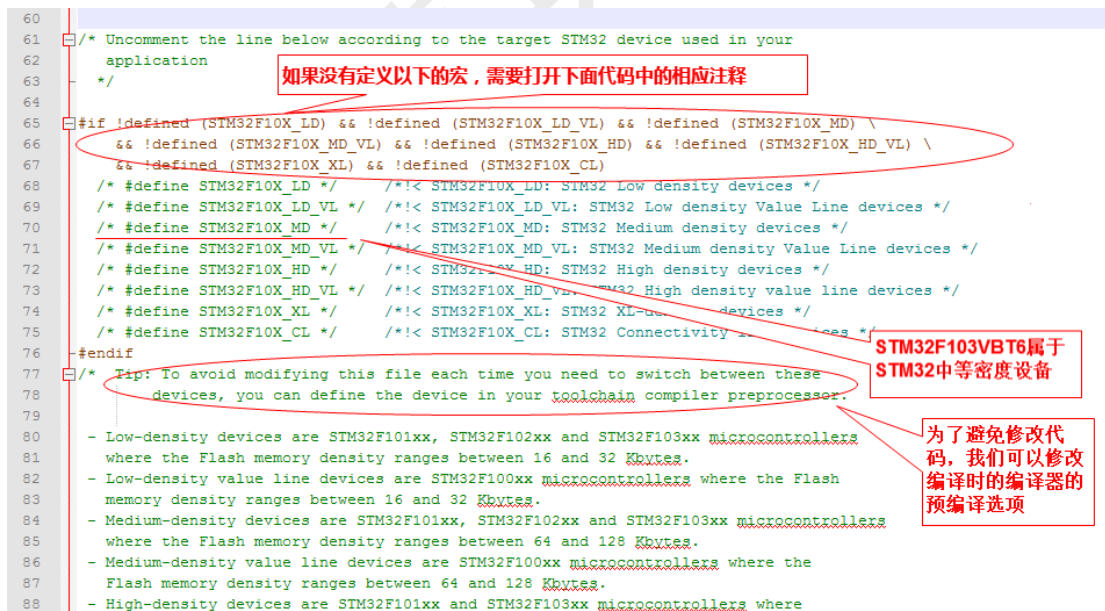 60
61 /* Uncomment the line below according to the target STM32 device used in your
62 application
63 */
如果没有定义以下的宏，需要打开下面代码中的相应注释
64
65 #if !defined (STM32F10X_LD) && !defined (STM32F10X_LD_VL) && !defined (STM32F10X_MD) \
66 && !defined (STM32F10X_MD_VL) && !defined (STM32F10X_HD) && !defined (STM32F10X_HD_VL) \
67 && !defined (STM32F10X_XL) && !defined (STM32F10X_CL)
68 /* #define STM32F10X_LD */ /*!< STM32F10X_LD: STM32 Low density devices */
69 /* #define STM32F10X_LD_VL */ /*!< STM32F10X_LD_VL: STM32 Low density Value Line devices */
70 /* #define STM32F10X_MD */ /*!< STM32F10X_MD: STM32 Medium density devices */
71 /* #define STM32F10X_MD_VL */ /*!< STM32F10X_MD_VL: STM32 Medium density Value Line devices */
72 /* #define STM32F10X_HD */ /*!< STM32F10X_HD: STM32 High density devices */
73 /* #define STM32F10X_HD_VL */ /*!< STM32F10X_HD_VL: STM32 High density value line devices */
74 /* #define STM32F10X_XL */ /*!< STM32F10X_XL: STM32 XL-density devices */
75 /* #define STM32F10X_CL */ /*!< STM32F10X_CL: STM32 Connectivity line devices */
76 #endif
STM32F103VBT6属于
STM32中等密度设备
77 /* Tip: To avoid modifying this file each time you need to switch between these
78 devices, you can define the device in your toolchain compiler preprocessor.
79
为了避免修改代
码，我们可以修改
编译时的编译器的
预编译选项
80 - Low-density devices are STM32F101xx, STM32F102xx and STM32F103xx microcontrollers
81 where the Flash memory density ranges between 16 and 32 Kbytes.
82 - Low-density value line devices are STM32F100xx microcontrollers where the Flash
83 memory density ranges between 16 and 32 Kbytes.
84 - Medium-density devices are STM32F101xx, STM32F102xx and STM32F103xx microcontrollers
85 where the Flash memory density ranges between 64 and 128 Kbytes.
86 - Medium-density value line devices are STM32F100xx microcontrollers where the
87 Flash memory density ranges between 64 and 128 Kbytes.
88 - High-density devices are STM32F101xx and STM32F103xx microcontrollers where